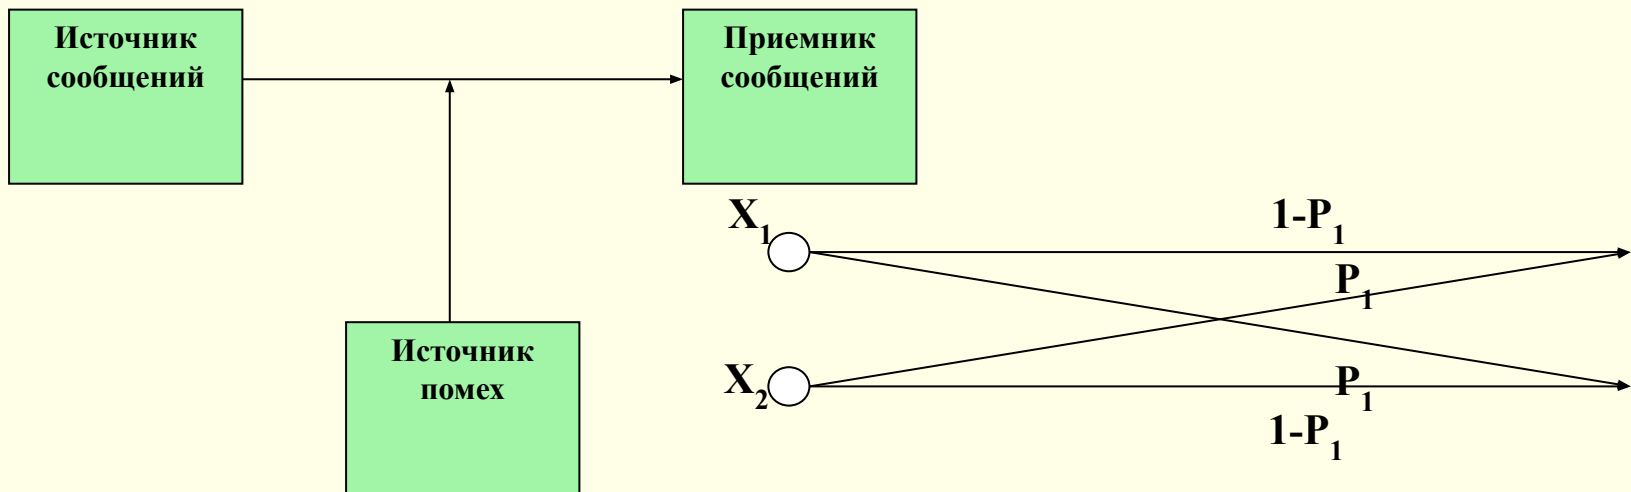 Источник
сообщений
Приемник
сообщений
X₁
1-P₁
P₁
Источник
помех
X₂
P₁
1-P₁